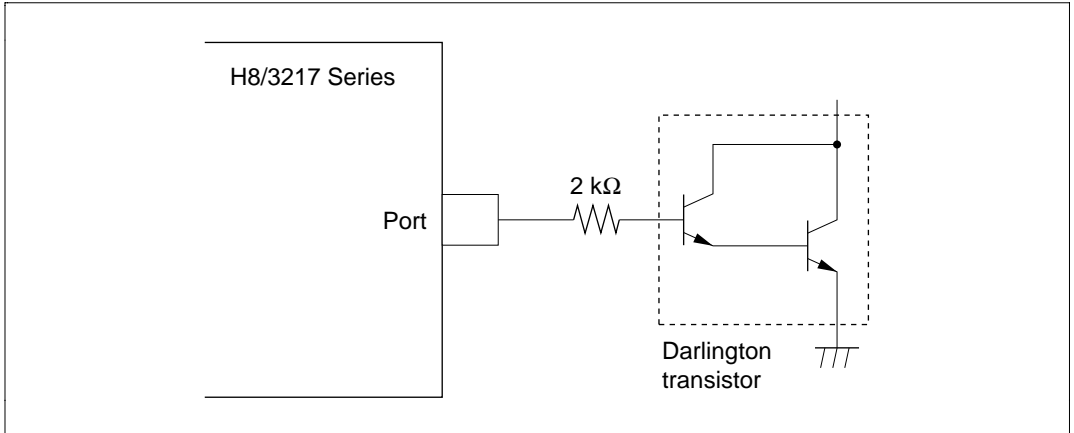 H8/3217 Series
2 kΩ
Port
Darlington
transistor